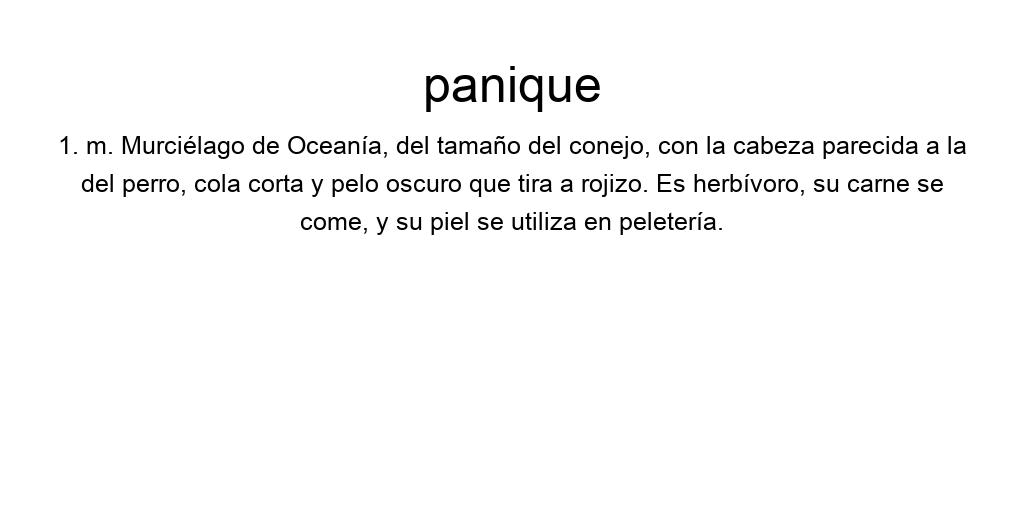 panique
1. m. Murciélago de Oceanía, del tamaño del conejo, con la cabeza parecida a la
del perro, cola corta y pelo oscuro que tira a rojizo. Es herbívoro, su carne se
come, y su piel se utiliza en peletería.